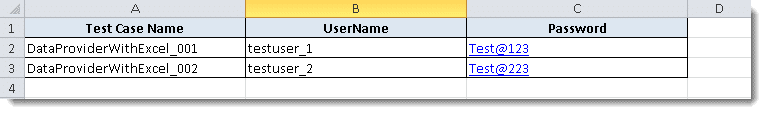 A B C D
1 Test Case Name UserName Password
2 DataProviderWithExcel_001 testuser_1 Test@123
3 DataProviderWithExcel_002 testuser_2 Test@223
4